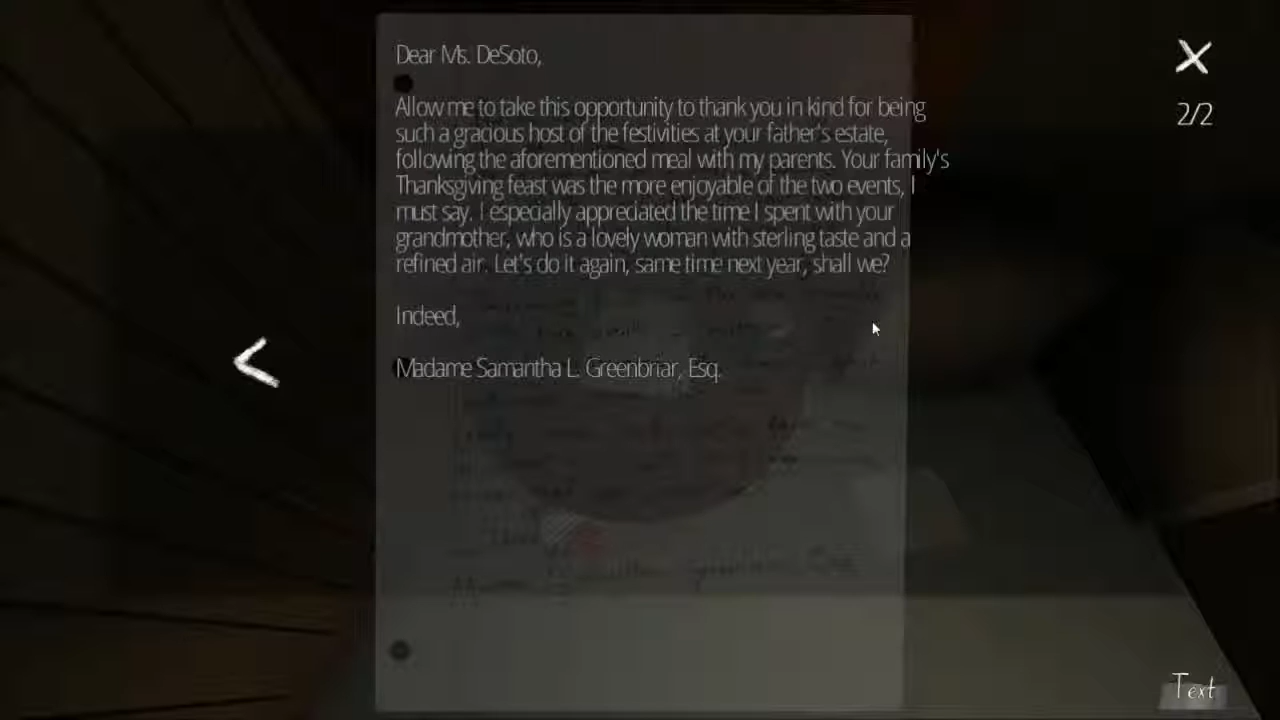 Dear Ms. DeSoto,
Allow me to take this opportunity to thank you in kind for being
such a gracious host of the festivities at your father's estate,
following the aforementioned meal with my parents. Your family's
Thanksgiving feast was the more enjoyable of the two events, I
must say. I especially appreciated the time I spent with your
grandmother, who is a lovely woman with sterling taste and a
refined air. Let's do it again, same time next year, shall we?
Indeed,
Madame Samantha L. Greenbriar, Esq.
2/2
Text